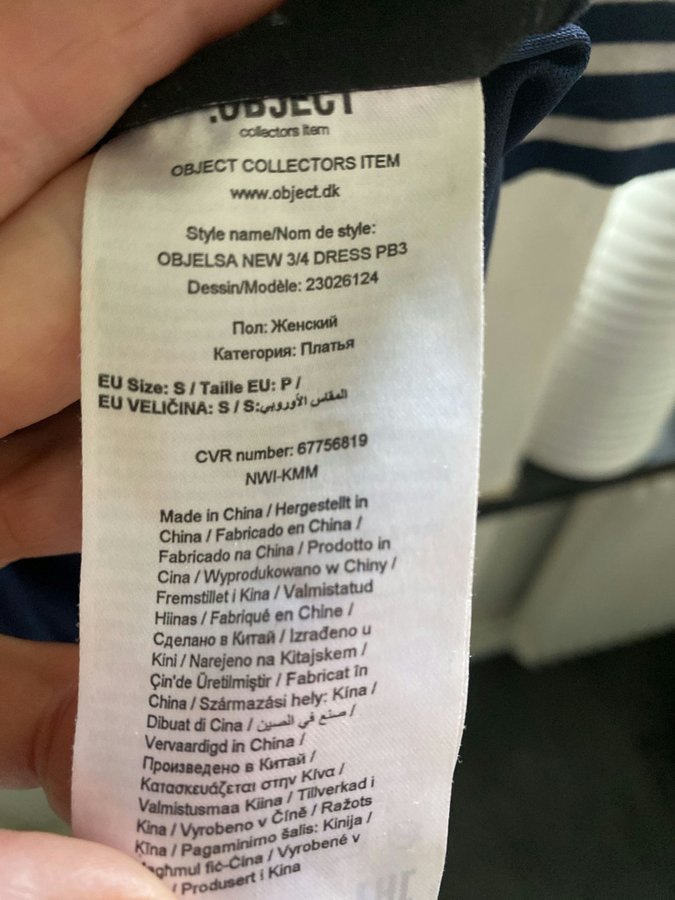 .OBJECT
collectors item
OBJECT COLLECTORS ITEM
www.object.dk
Style name/Nom de style:
OBJELSA NEW 3/4 DRESS PB3
Dessin/Modèle: 23026124
Пол: Женский
Категория: Платья
EU Size: S / Taille EU: P /
EU VELIČINA: S / S:المقاس الأوروبي
CVR number: 67756819
NWI-KMM
Made in China / Hergestellt in
China / Fabricado en China /
Fabricado na China / Prodotto in
Cina / Wyprodukowano w Chiny /
Fremstillet i Kina / Valmistatud
Hiinas / Fabriqué en Chine /
Сделано в Китай / Izrađeno u
Kini / Narejeno na Kitajskem /
Çin'de Üretilmiştir / Fabricat în
China / Származási hely: Kína /
Dibuat di Cina / صنع في الصين /
Vervaardigd in China /
Произведено в Китай /
Κατασκευάζεται στην Κίνα /
Valmistusmaa Kiina / Tillverkad i
Kina / Vyrobeno v Číně / Ražots
Ķīna / Pagaminimo šalis: Kinija /
fiċ-Ċina / Vyrobené v
/ Produsert i Kina